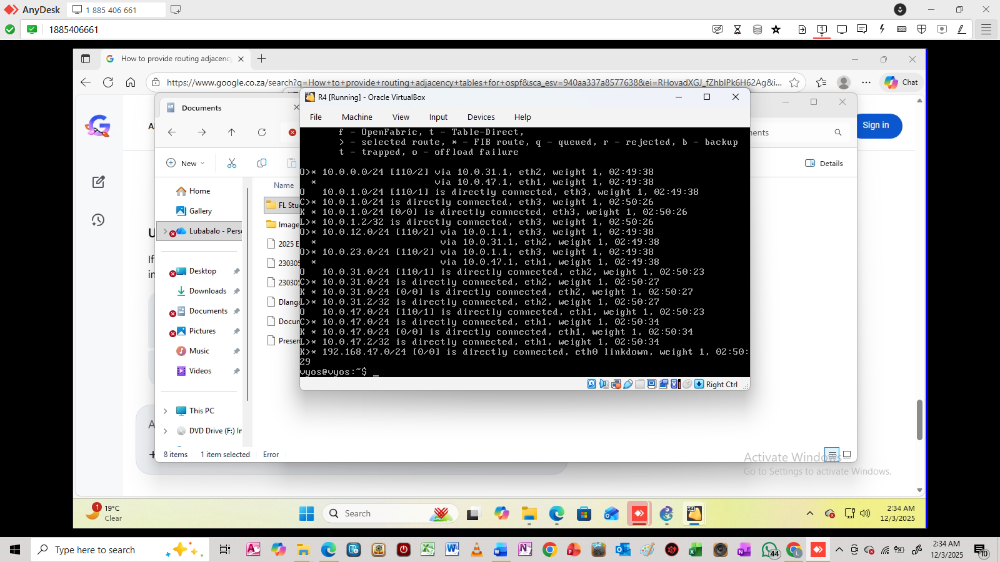 AnyDesk
1 885 406 661
1885406661
How to provide routing adjacency
https://www.google.co.za/search?q=How+to+provide+routing+adjacency+tables+for+ospf&sca_esv=940aa337a8577638&ei=RHovadXGJ_fZhbIPk6H62Ag&i...
Chat
Sign in
Documents
R4 [Running] - Oracle VirtualBox
File Machine View Input Devices Help
New
Details
Name
Home
Gallery
Lubabalo - Pers
Desktop
Downloads
Documents
Pictures
Music
Videos
This PC
DVD Drive (F:) In
FL Stu
Image
2025 E
23030
23030
Dlang
Docu
Presen
f - OpenFabric, t - Table-Direct,
> - selected route, * - FIB route, q - queued, r - rejected, b - backup
t - trapped, o - offload failure
O>* 10.0.0.0/24 [110/2] via 10.0.31.1, eth2, weight 1, 02:49:38
* via 10.0.47.1, eth1, weight 1, 02:49:38
O 10.0.1.0/24 [110/1] is directly connected, eth3, weight 1, 02:49:38
C>* 10.0.1.0/24 is directly connected, eth3, weight 1, 02:50:26
K * 10.0.1.0/24 [0/0] is directly connected, eth3, weight 1, 02:50:26
L>* 10.0.1.2/32 is directly connected, eth3, weight 1, 02:50:26
O>* 10.0.12.0/24 [110/2] via 10.0.1.1, eth3, weight 1, 02:49:38
* via 10.0.31.1, eth2, weight 1, 02:49:38
O>* 10.0.23.0/24 [110/2] via 10.0.1.1, eth3, weight 1, 02:49:38
* via 10.0.47.1, eth1, weight 1, 02:49:38
O 10.0.31.0/24 [110/1] is directly connected, eth2, weight 1, 02:50:23
C>* 10.0.31.0/24 is directly connected, eth2, weight 1, 02:50:27
K * 10.0.31.0/24 [0/0] is directly connected, eth2, weight 1, 02:50:27
L>* 10.0.31.2/32 is directly connected, eth2, weight 1, 02:50:27
O 10.0.47.0/24 [110/1] is directly connected, eth1, weight 1, 02:50:23
C>* 10.0.47.0/24 is directly connected, eth1, weight 1, 02:50:34
K * 10.0.47.0/24 [0/0] is directly connected, eth1, weight 1, 02:50:34
L>* 10.0.47.2/32 is directly connected, eth1, weight 1, 02:50:34
K>* 192.168.47.0/24 [0/0] is directly connected, eth0 linkdown, weight 1, 02:50:
29
vyos@vyos:~$ _
Right Ctrl
8 items 1 item selected Error
Activate Windows
Go to Settings to activate Windows.
19°C
Clear
Search
2:34 AM
12/3/2025
Type here to search
44
2:34 AM
12/3/2025
10